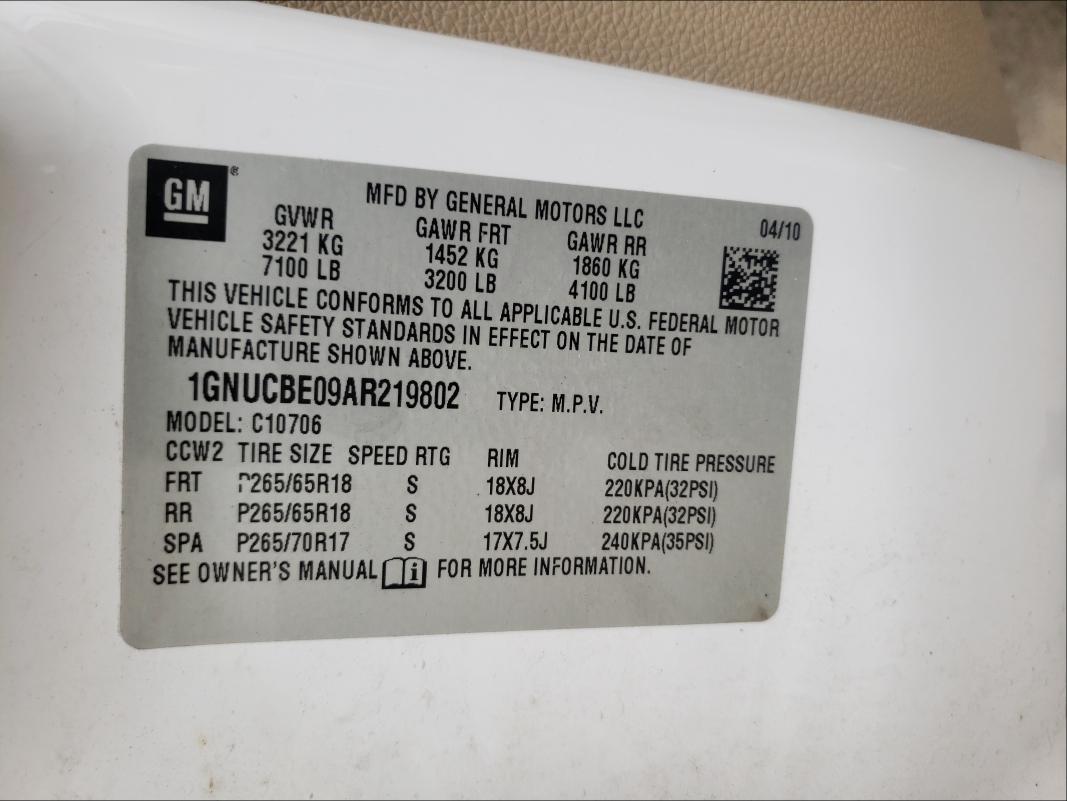 GM®
MFD BY GENERAL MOTORS LLC
04/10
GVWR GAWR FRT GAWR RR
3221 KG 1452 KG 1860 KG
7100 LB 3200 LB 4100 LB
THIS VEHICLE CONFORMS TO ALL APPLICABLE U.S. FEDERAL MOTOR
VEHICLE SAFETY STANDARDS IN EFFECT ON THE DATE OF
MANUFACTURE SHOWN ABOVE.
1GNUCBE09AR219802 TYPE: M.P.V.
MODEL: C10706
CCW2 TIRE SIZE SPEED RTG RIM COLD TIRE PRESSURE
FRT P265/65R18 S 18X8J 220KPA(32PSI)
RR P265/65R18 S 18X8J 220KPA(32PSI)
SPA P265/70R17 S 17X7.5J 240KPA(35PSI)
SEE OWNER'S MANUAL i FOR MORE INFORMATION.